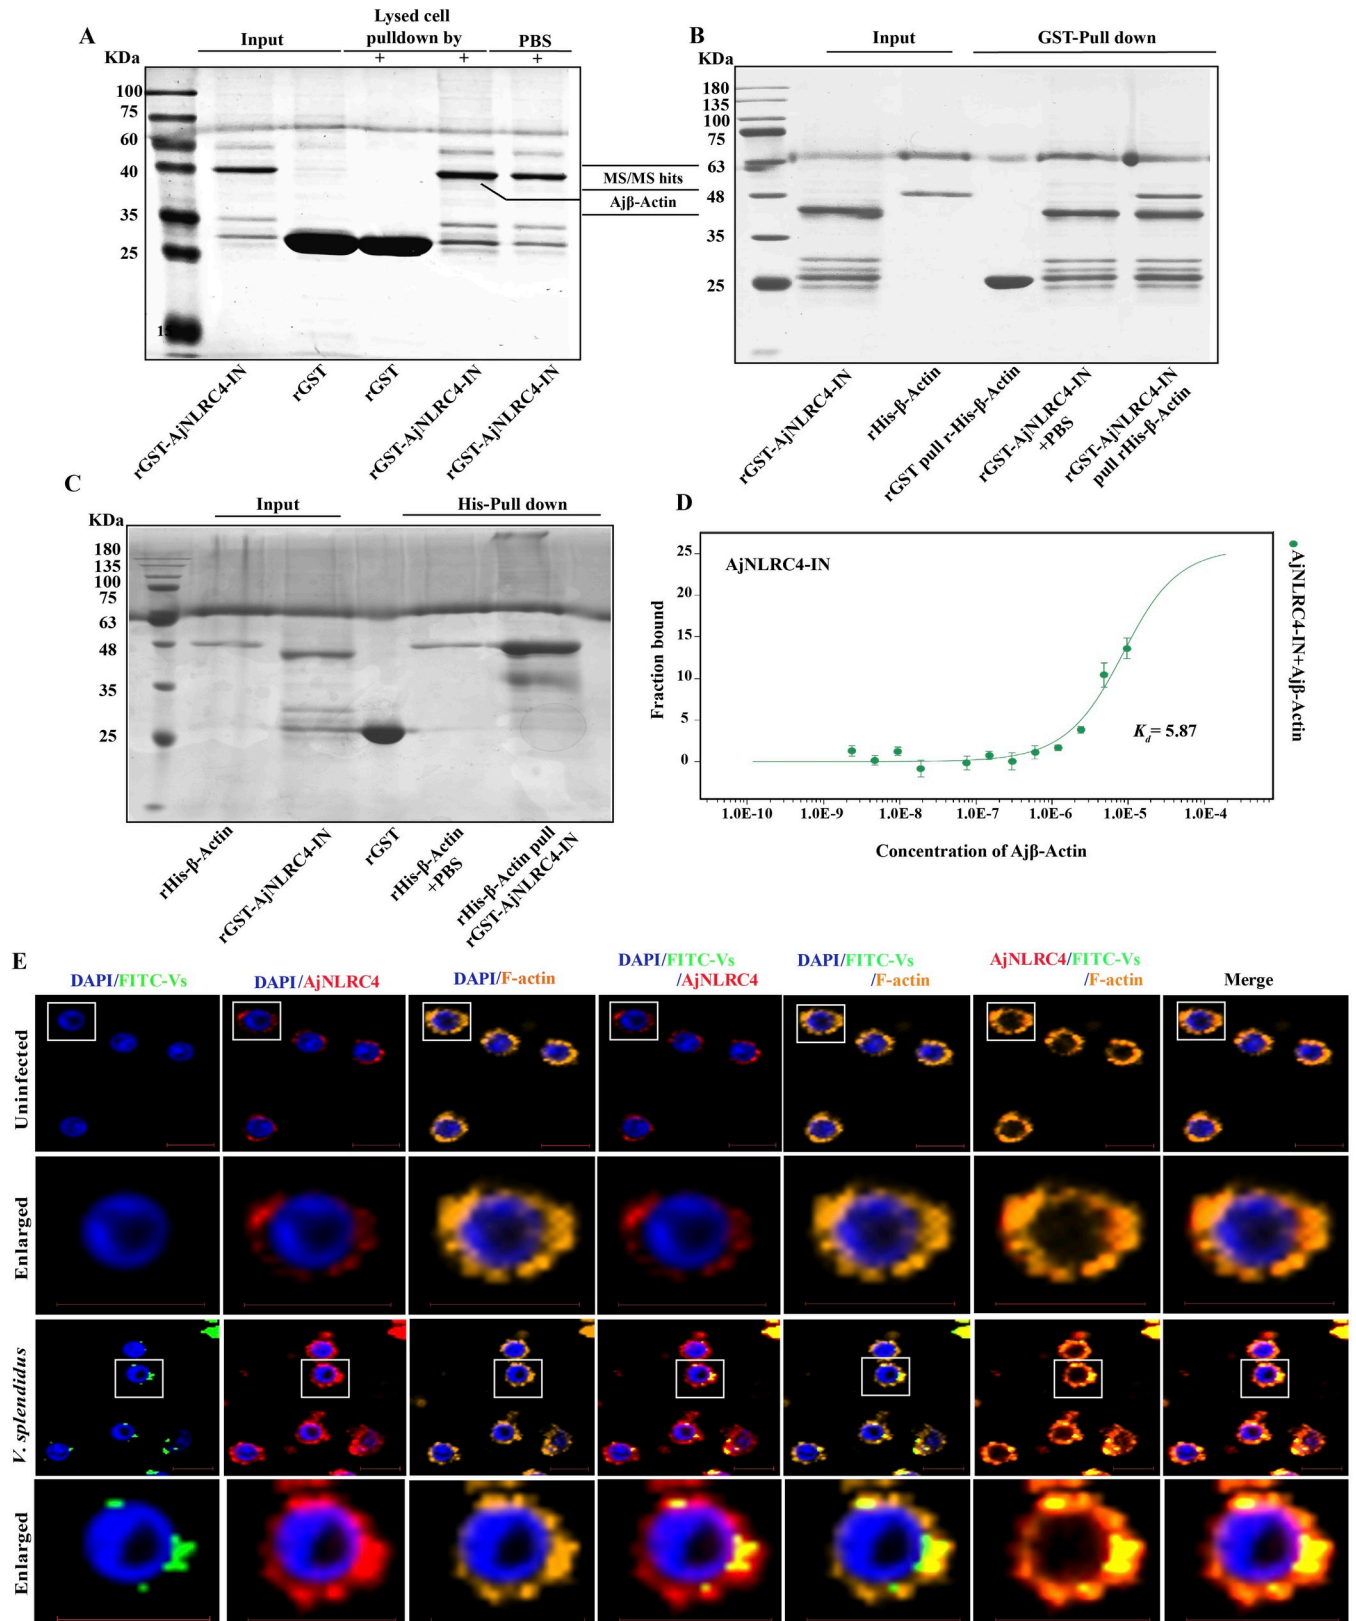 A
Input
Lysed cell
pulldown by
PBS
KDa
+
+
+
100
75
60
40
35
25
15
MS/MS hits
Ajβ-Actin
rGST-AjNLRC4-IN
rGST
rGST
rGST-AjNLRC4-IN
rGST-AjNLRC4-IN
B
Input
GST-Pull down
KDa
180
135
100
75
63
48
35
25
rGST-AjNLRC4-IN
rHis-β-Actin
rGST pull r-His-β-Actin
rGST-AjNLRC4-IN
+PBS
rGST-AjNLRC4-IN
pull rHis-β-Actin
C
Input
His-Pull down
KDa
180
135
100
75
63
48
35
25
rHis-β-Actin
rGST-AjNLRC4-IN
rGST
rHis-β-Actin
+PBS
rHis-β-Actin pull
rGST-AjNLRC4-IN
D
AjNLRC4-IN
Fraction bound
25
20
15
10
5
0
Kd= 5.87
1.0E-10
1.0E-9
1.0E-8
1.0E-7
1.0E-6
1.0E-5
1.0E-4
Concentration of Ajβ-Actin
AjNLRC4-IN+Ajβ-Actin
E
DAPI/FITC-Vs
DAPI/AjNLRC4
DAPI/F-actin
DAPI/FITC-Vs
/AjNLRC4
DAPI/FITC-Vs
/F-actin
AjNLRC4/FITC-Vs
/F-actin
Merge
Uninfected
Enlarged
V. splendidus
Enlarged